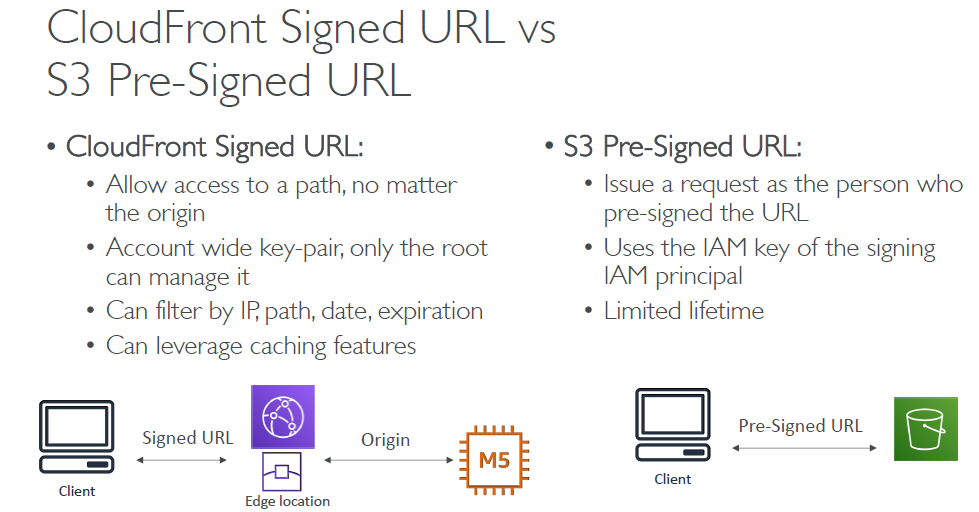 CloudFront Signed URL vs
S3 Pre-Signed URL
• CloudFront Signed URL:
• Allow access to a path, no matter
the origin
• Account wide key-pair, only the root
can manage it
• Can filter by IP, path, date, expiration
• Can leverage caching features
• S3 Pre-Signed URL:
• Issue a request as the person who
pre-signed the URL
• Uses the IAM key of the signing
IAM principal
• Limited lifetime
Client
Signed URL
Edge location
Origin
M5
Client
Pre-Signed URL